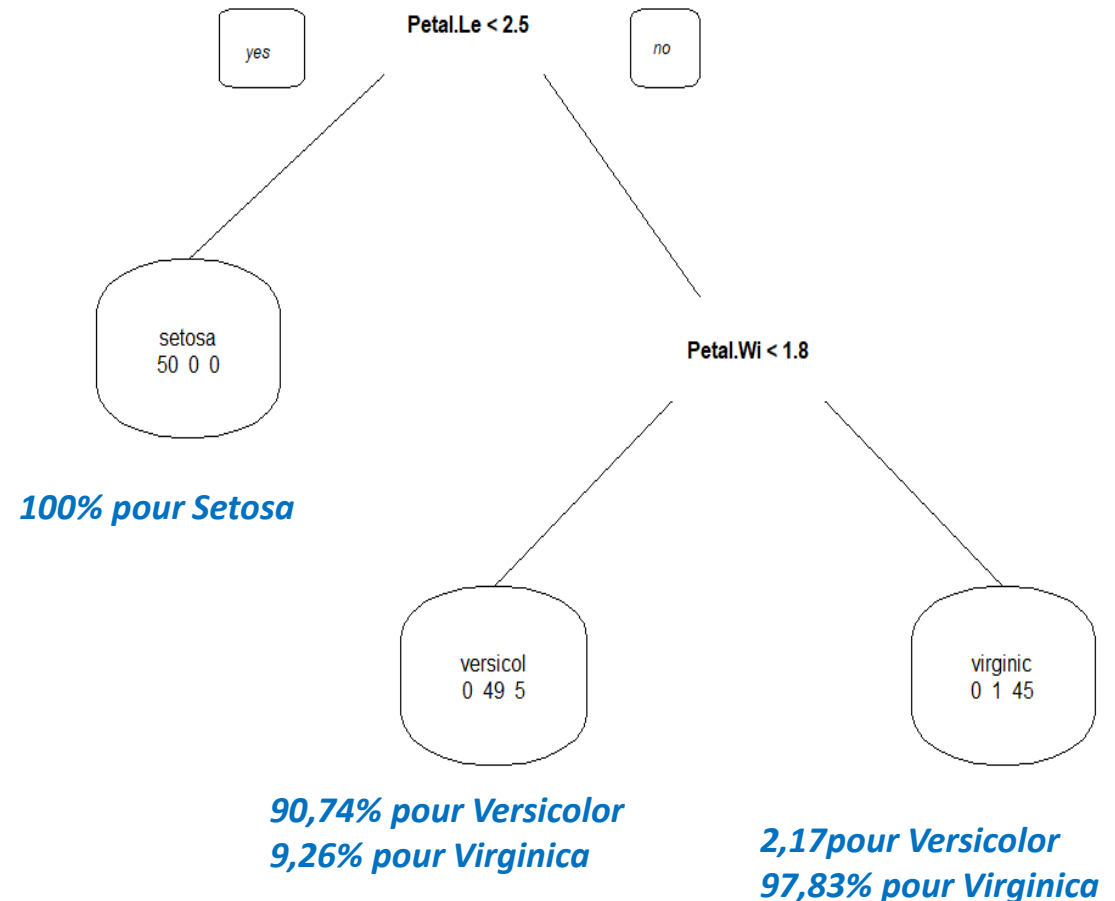 Petal.Le < 2.5
yes
no
setosa
50 0 0
100% pour Setosa
Petal.Wi < 1.8
versicol
0 49 5
90,74% pour Versicolor
9,26% pour Virginica
virginic
0 1 45
2,17pour Versicolor
97,83% pour Virginica